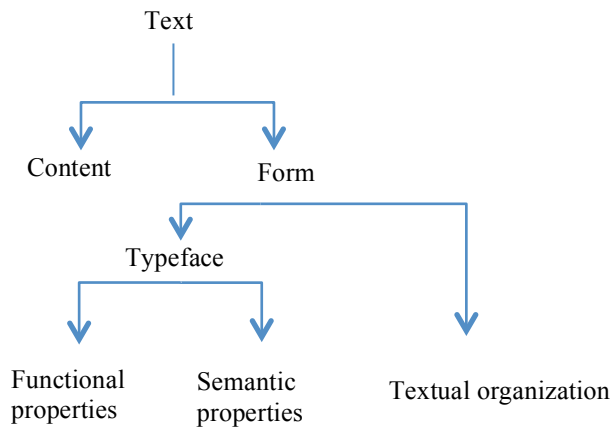 Text
Content
Form
Typeface
Functional
properties
Semantic
properties
Textual organization